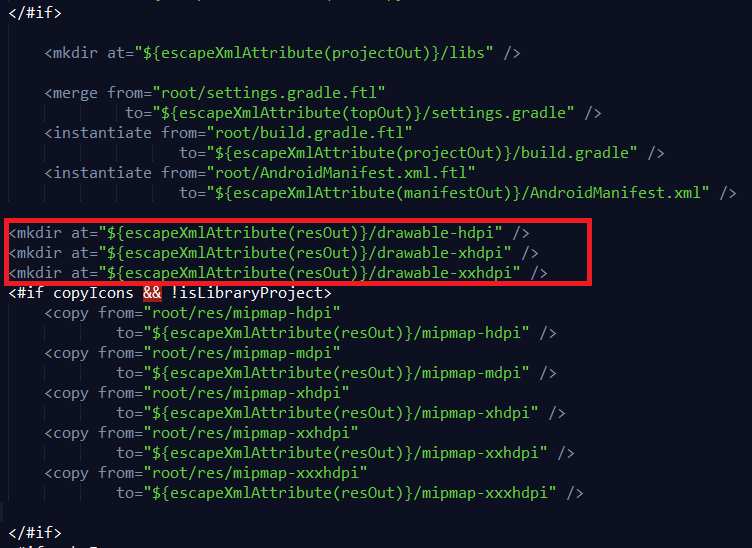 </#if>
<mkdir at="${escapeXmlAttribute(projectOut)}/libs" />
<merge from="root/settings.gradle.ftl"
to="${escapeXmlAttribute(topOut)}/settings.gradle" />
<instantiate from="root/build.gradle.ftl"
to="${escapeXmlAttribute(projectOut)}/build.gradle" />
<instantiate from="root/AndroidManifest.xml.ftl"
to="${escapeXmlAttribute(manifestOut)}/AndroidManifest.xml" />
<mkdir at="${escapeXmlAttribute(resOut)}/drawable-hdpi" />
<mkdir at="${escapeXmlAttribute(resOut)}/drawable-xhdpi" />
<mkdir at="${escapeXmlAttribute(resOut)}/drawable-xxhdpi" />
<#if copyIcons && !isLibraryProject>
<copy from="root/res/mipmap-hdpi"
to="${escapeXmlAttribute(resOut)}/mipmap-hdpi" />
<copy from="root/res/mipmap-mdpi"
to="${escapeXmlAttribute(resOut)}/mipmap-mdpi" />
<copy from="root/res/mipmap-xhdpi"
to="${escapeXmlAttribute(resOut)}/mipmap-xhdpi" />
<copy from="root/res/mipmap-xxhdpi"
to="${escapeXmlAttribute(resOut)}/mipmap-xxhdpi" />
<copy from="root/res/mipmap-xxxhdpi"
to="${escapeXmlAttribute(resOut)}/mipmap-xxxhdpi" />
</#if>